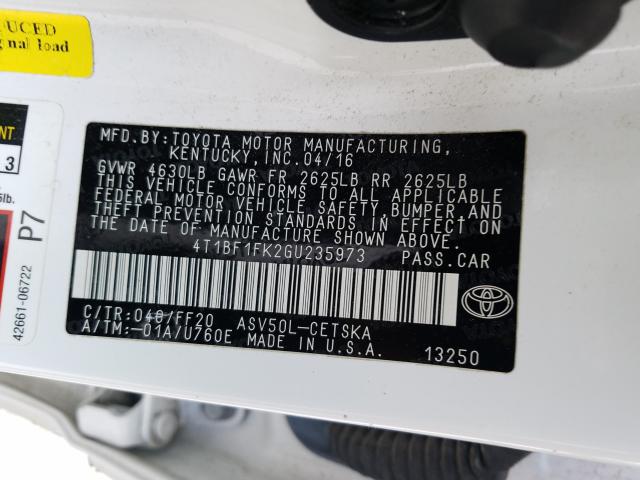 UCED
g nal load
NT
3
lb.
P7
42661-06722
MFD.BY:TOYOTA MOTOR MANUFACTURING,
KENTUCKY,INC.04/16
GVWR 4630LB GAWR FR 2625LB RR 2625LB
THIS VEHICLE CONFORMS TO ALL APPLICABLE
FEDERAL MOTOR VEHICLE SAFETY,BUMPER,AND
THEFT PREVENTION STANDARDS IN EFFECT ON
THE DATE OF MANUFACTURE SHOWN ABOVE.
4T1BF1FK2GU235973 PASS.CAR
C/TR:040/FF20 ASV50L-CETSKA
A/TM:-01A/U760E MADE IN U.S.A. 13250